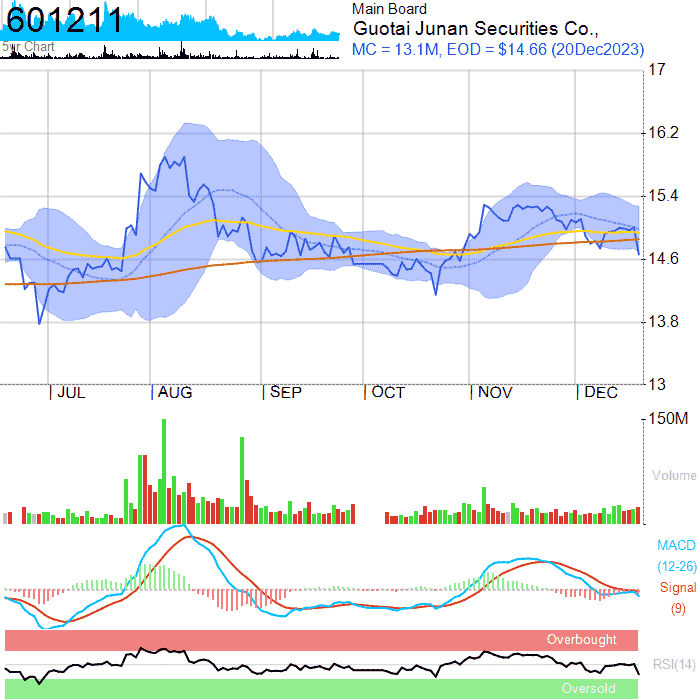 601211
5yr Chart
Main Board
Guotai Junan Securities Co.,
MC = 13.1M, EOD = $14.66 (20Dec2023)
17
16.2
15.4
14.6
13.8
13
JUL
AUG
SEP
OCT
NOV
DEC
150M
Volume
MACD
(12-26)
Signal
(9)
Overbought
RSI(14)
Oversold